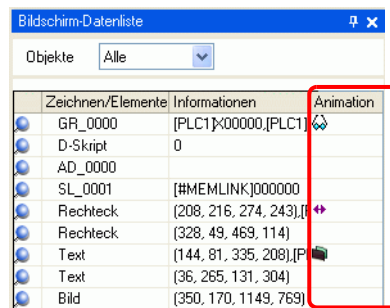 Bildschirm-Datenliste
Objekte Alle
Zeichnen/Elemente Informationen Animation
GR_0000 [PLC1]X00000,[PLC1]
D-Skript 0
AD_0000
SL_0001 [#MEMLINK]000000
Rechteck (208, 216, 274, 243),[
Rechteck (328, 49, 469, 114)
Text (144, 81, 335, 208),[Pl
Text (36, 265, 131, 304)
Bild (350, 170, 1149, 769)